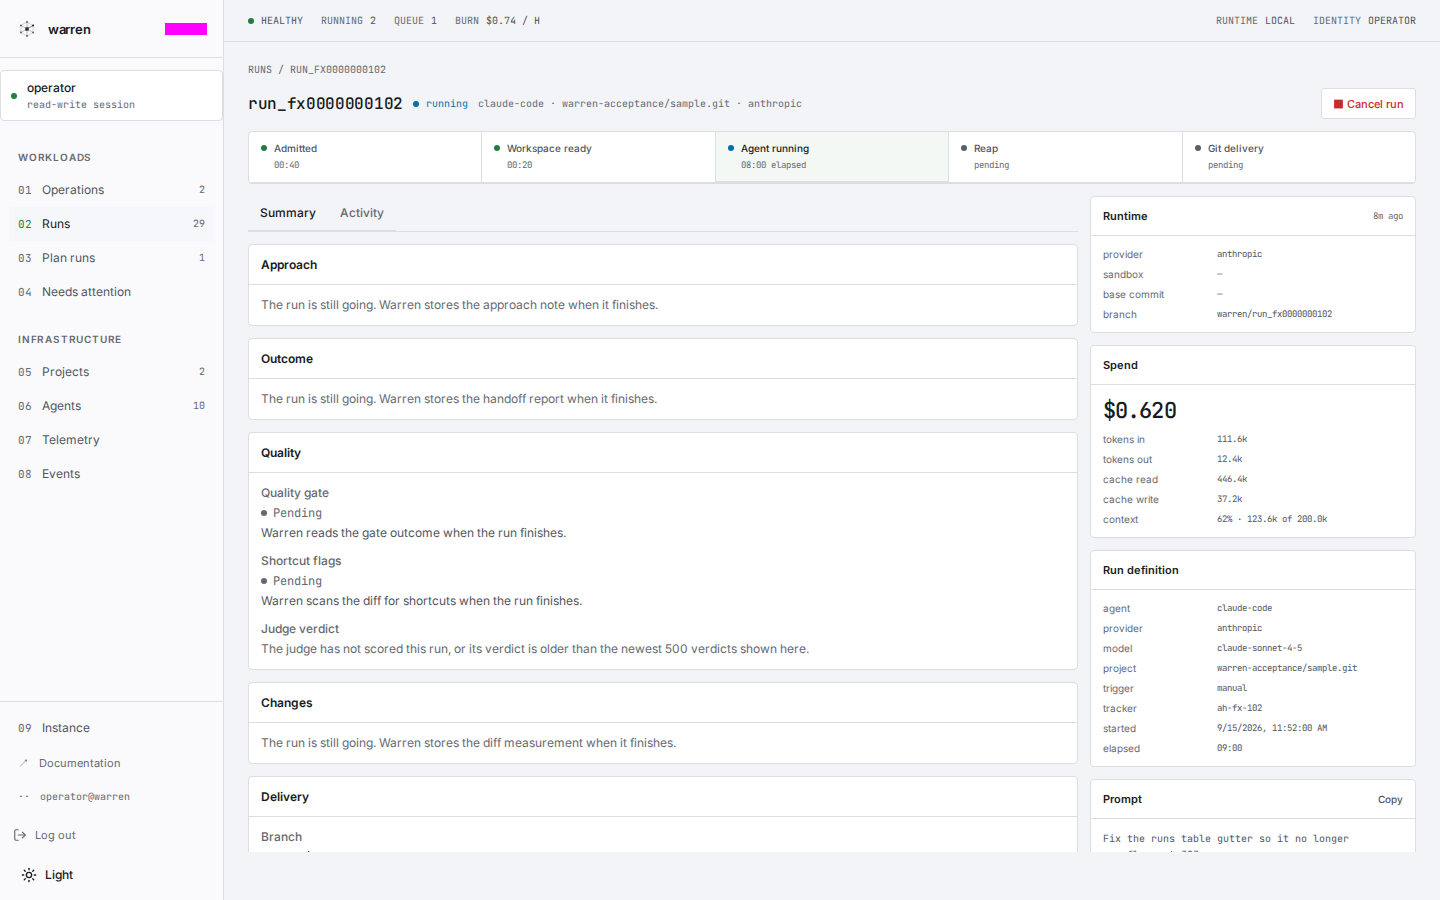 warren
operator
read-write session
WORKLOADS
01 Operations 2
02 Runs 29
03 Plan runs 1
04 Needs attention
INFRASTRUCTURE
05 Projects 2
06 Agents 10
07 Telemetry
08 Events
09 Instance
Documentation
operator@warren
Log out
Light
HEALTHY RUNNING 2 QUEUE 1 BURN $0.74 / H
RUNTIME LOCAL IDENTITY OPERATOR
RUNS / RUN_FX0000000102
run_fx0000000102 running claude-code · warren-acceptance/sample.git · anthropic
Cancel run
Admitted
00:40
Workspace ready
00:20
Agent running
08:00 elapsed
Reap
pending
Git delivery
pending
Summary Activity
Approach
The run is still going. Warren stores the approach note when it finishes.
Outcome
The run is still going. Warren stores the handoff report when it finishes.
Quality
Quality gate
Pending
Warren reads the gate outcome when the run finishes.
Shortcut flags
Pending
Warren scans the diff for shortcuts when the run finishes.
Judge verdict
The judge has not scored this run, or its verdict is older than the newest 500 verdicts shown here.
Changes
The run is still going. Warren stores the diff measurement when it finishes.
Delivery
Branch
Runtime 8m ago
provider anthropic
sandbox —
base commit —
branch warren/run_fx0000000102
Spend
$0.620
tokens in 111.6k
tokens out 12.4k
cache read 446.4k
cache write 37.2k
context 62% · 123.6k of 200.0k
Run definition
agent claude-code
provider anthropic
model claude-sonnet-4-5
project warren-acceptance/sample.git
trigger manual
tracker ah-fx-102
started 9/15/2026, 11:52:00 AM
elapsed 09:00
Prompt Copy
Fix the runs table gutter so it no longer